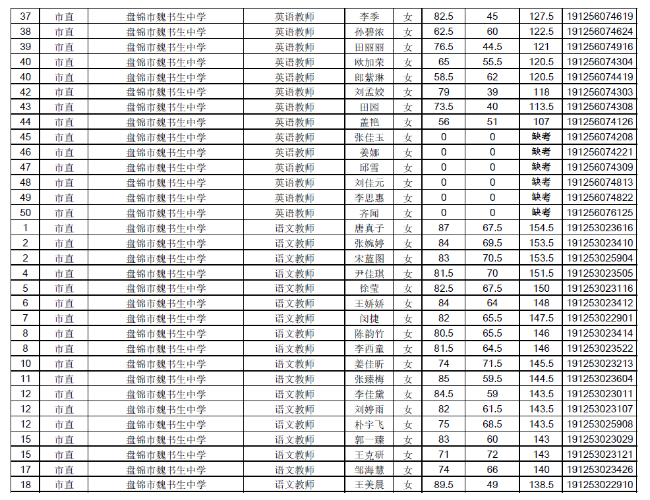 37 市直 盘锦市魏书生中学 英语教师 李季 女 82.5 45 127.5 191256074619
38 市直 盘锦市魏书生中学 英语教师 孙碧浓 女 62.5 60 122.5 191256074624
39 市直 盘锦市魏书生中学 英语教师 田丽丽 女 76.5 44.5 121 191256074916
40 市直 盘锦市魏书生中学 英语教师 欧加荣 女 65 55.5 120.5 191256074304
40 市直 盘锦市魏书生中学 英语教师 郎紫琳 女 58.5 62 120.5 191256074419
42 市直 盘锦市魏书生中学 英语教师 刘孟姣 女 79 39 118 191256074303
43 市直 盘锦市魏书生中学 英语教师 田园 女 73.5 40 113.5 191256074308
44 市直 盘锦市魏书生中学 英语教师 盖艳 女 56 51 107 191256074126
45 市直 盘锦市魏书生中学 英语教师 张佳玉 女 0 0 缺考 191256074208
46 市直 盘锦市魏书生中学 英语教师 姜娜 女 0 0 缺考 191256074221
47 市直 盘锦市魏书生中学 英语教师 邱雪 女 0 0 缺考 191256074309
48 市直 盘锦市魏书生中学 英语教师 刘佳元 女 0 0 缺考 191256074813
49 市直 盘锦市魏书生中学 英语教师 李思惠 女 0 0 缺考 191256074822
50 市直 盘锦市魏书生中学 英语教师 齐闻 女 0 0 缺考 191256076125
1 市直 盘锦市魏书生中学 语文教师 唐真子 女 87 67.5 154.5 191253023616
2 市直 盘锦市魏书生中学 语文教师 张婉婷 女 84 69.5 153.5 191253023410
2 市直 盘锦市魏书生中学 语文教师 宋蓝图 女 83 70.5 153.5 191253025904
4 市直 盘锦市魏书生中学 语文教师 尹佳琪 女 81.5 70 151.5 191253023505
5 市直 盘锦市魏书生中学 语文教师 徐莹 女 82.5 67.5 150 191253023116
6 市直 盘锦市魏书生中学 语文教师 王娇娇 女 84 64 148 191253023412
7 市直 盘锦市魏书生中学 语文教师 闵捷 女 82 65.5 147.5 191253022901
8 市直 盘锦市魏书生中学 语文教师 陈韵竹 女 80.5 65.5 146 191253023414
8 市直 盘锦市魏书生中学 语文教师 李西童 女 81.5 64.5 146 191253023522
10 市直 盘锦市魏书生中学 语文教师 姜佳昕 女 74 71.5 145.5 191253023213
11 市直 盘锦市魏书生中学 语文教师 张臻梅 女 85 59.5 144.5 191253023604
12 市直 盘锦市魏书生中学 语文教师 李佳黛 女 84.5 59 143.5 191253023011
12 市直 盘锦市魏书生中学 语文教师 刘婷雨 女 82 61.5 143.5 191253023107
12 市直 盘锦市魏书生中学 语文教师 朴宇飞 女 75 68.5 143.5 191253025908
15 市直 盘锦市魏书生中学 语文教师 郭一臻 女 83 60 143 191253023029
15 市直 盘锦市魏书生中学 语文教师 王克研 女 71 72 143 191253023121
17 市直 盘锦市魏书生中学 语文教师 邹海慧 女 74 66 140 191253023426
18 市直 盘锦市魏书生中学 语文教师 王美晨 女 89.5 49 138.5 191253022910